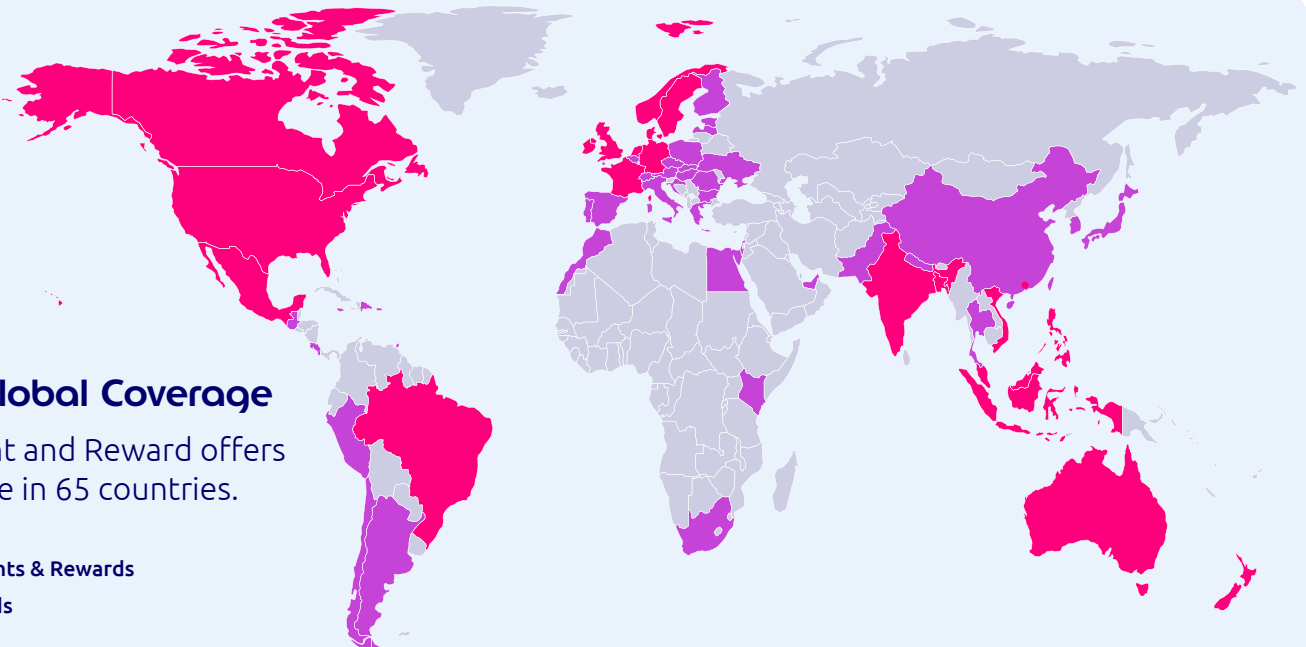 lobal Coverage
nt and Reward offers
e in 65 countries.
nts & Rewards
ls